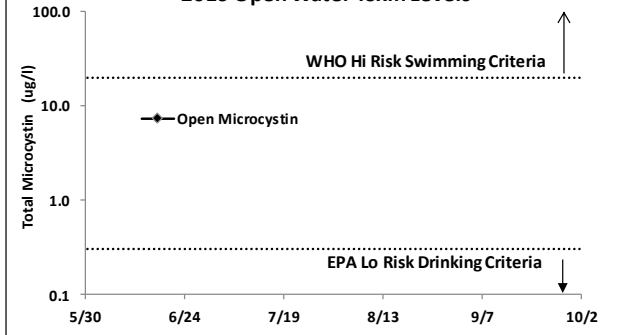 100.0
WHO Hi Risk Swimming Criteria
10.0
Open Microcystin
Total Microcystin (ug/l)
1.0
EPA Lo Risk Drinking Criteria
0.1
5/30 6/24 7/19 8/13 9/7 10/2